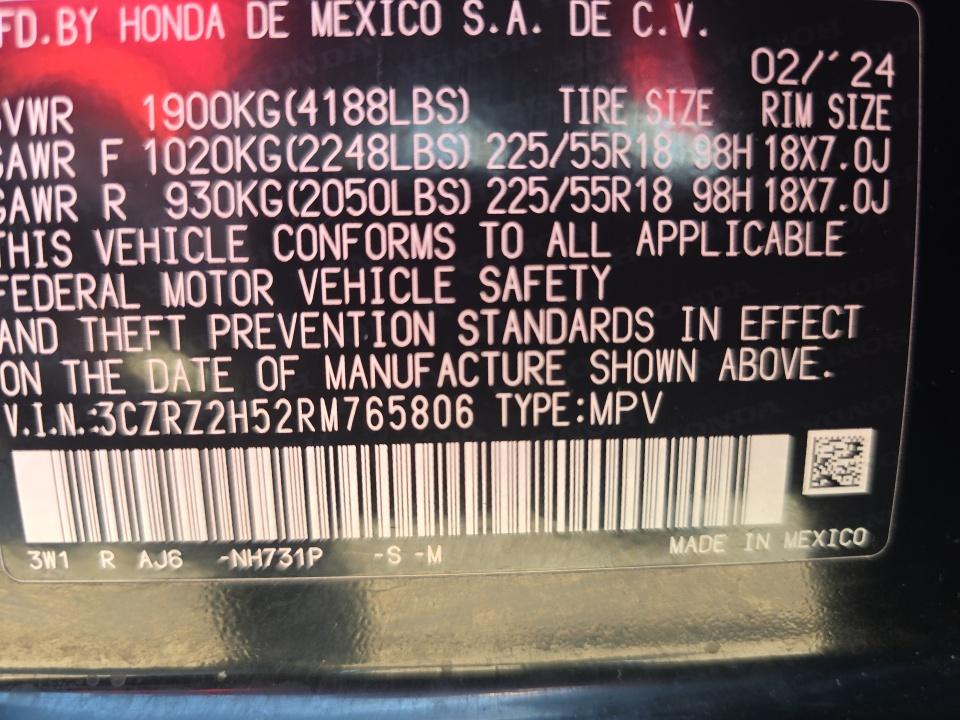 FD.BY HONDA DE MEXICO S.A. DE C.V.
02/'24
VWR 1900KG(4188LBS) TIRE SIZE RIM SIZE
GAWR F 1020KG(2248LBS) 225/55R18 98H 18X7.0J
GAWR R 930KG(2050LBS) 225/55R18 98H 18X7.0J
THIS VEHICLE CONFORMS TO ALL APPLICABLE
FEDERAL MOTOR VEHICLE SAFETY
AND THEFT PREVENTION STANDARDS IN EFFECT
ON THE DATE OF MANUFACTURE SHOWN ABOVE.
V.I.N.:3CZRZ2H52RM765806 TYPE:MPV
3W1 R AJ6 -NH731P -S -M MADE IN MEXICO